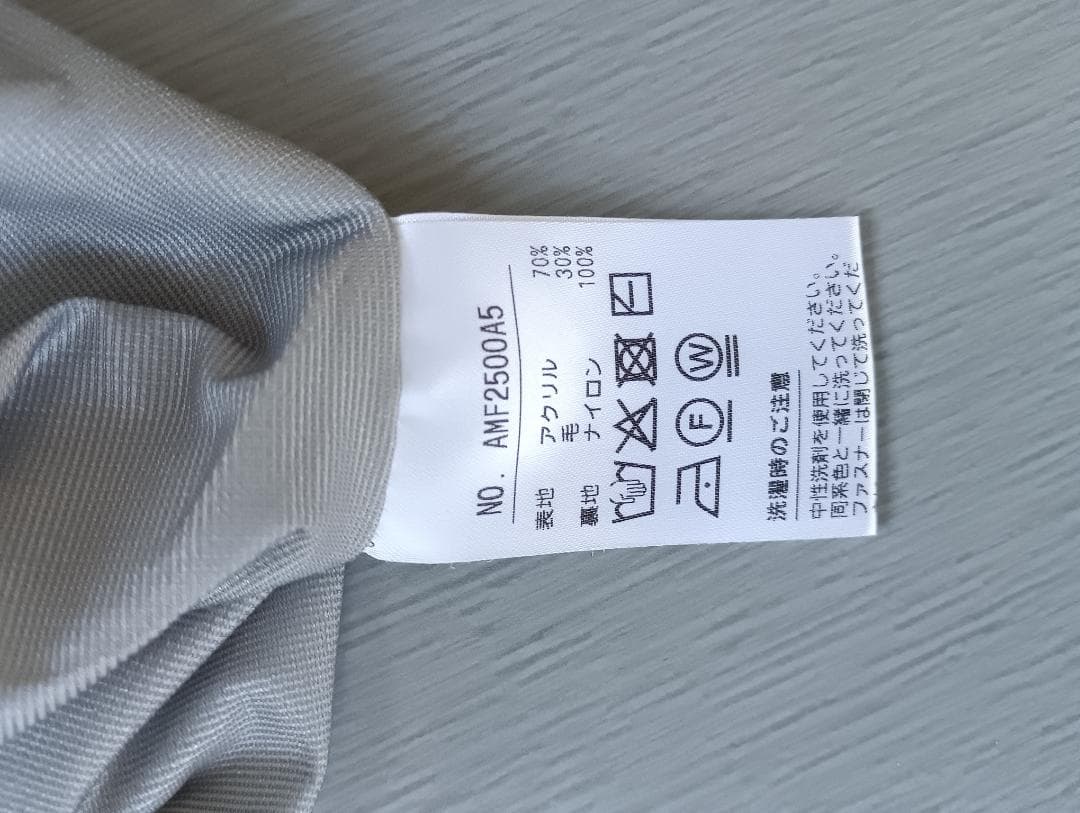 NO. AMF2500A5
表地 アクリル 70%
毛 30%
裏地 ナイロン 100%
F W
洗濯時のご注意
中性洗剤を使用してください。
同系色と一緒に洗ってください。
ファスナーは閉じて洗ってくだ